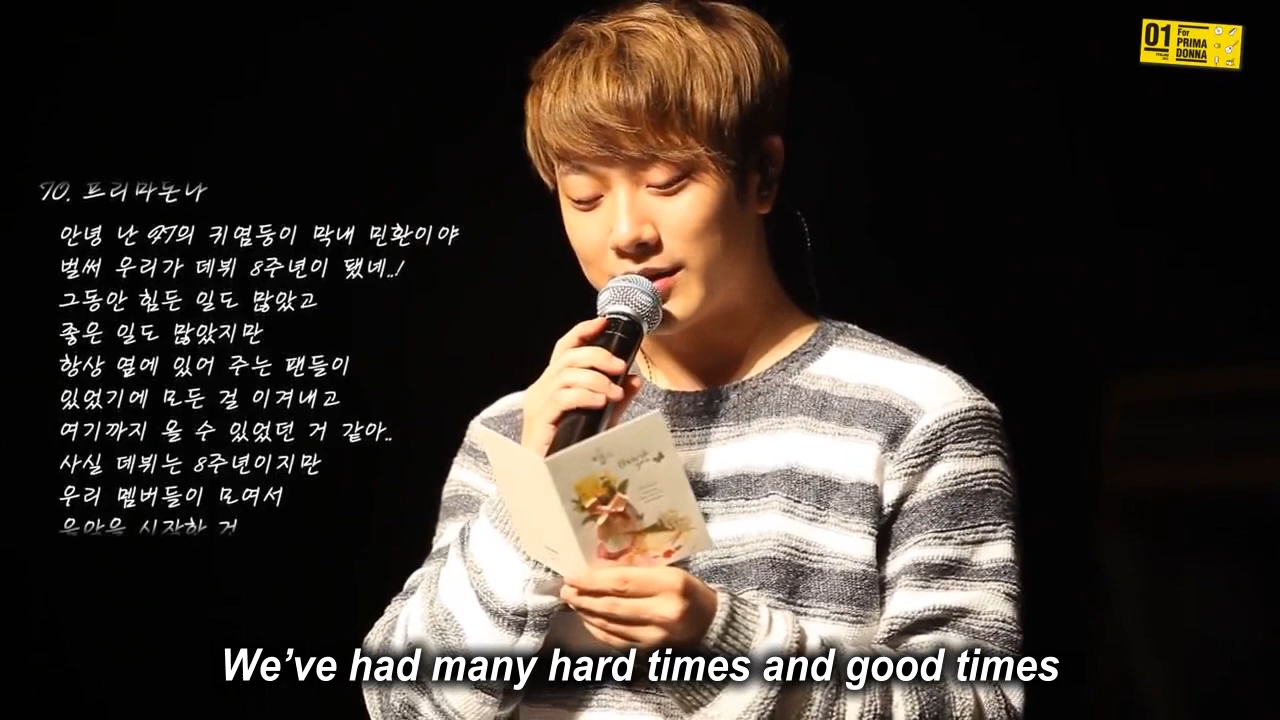 01
For
PRIMA
DONNA
TO. 프리마돈나
안녕 난 FT의 귀염둥이 막내 민환이야
벌써 우리가 데뷔 8주년이 됐네..!
그동안 힘든 일도 많았고
좋은 일도 많았지만
항상 옆에 있어 주는 팬들이
있었기에 모든 걸 이겨내고
여기까지 올 수 있었던 거 같아..
사실 데뷔는 8주년이지만
우리 멤버들이 모여서
음악을 시작한 건
We’ve had many hard times and good times